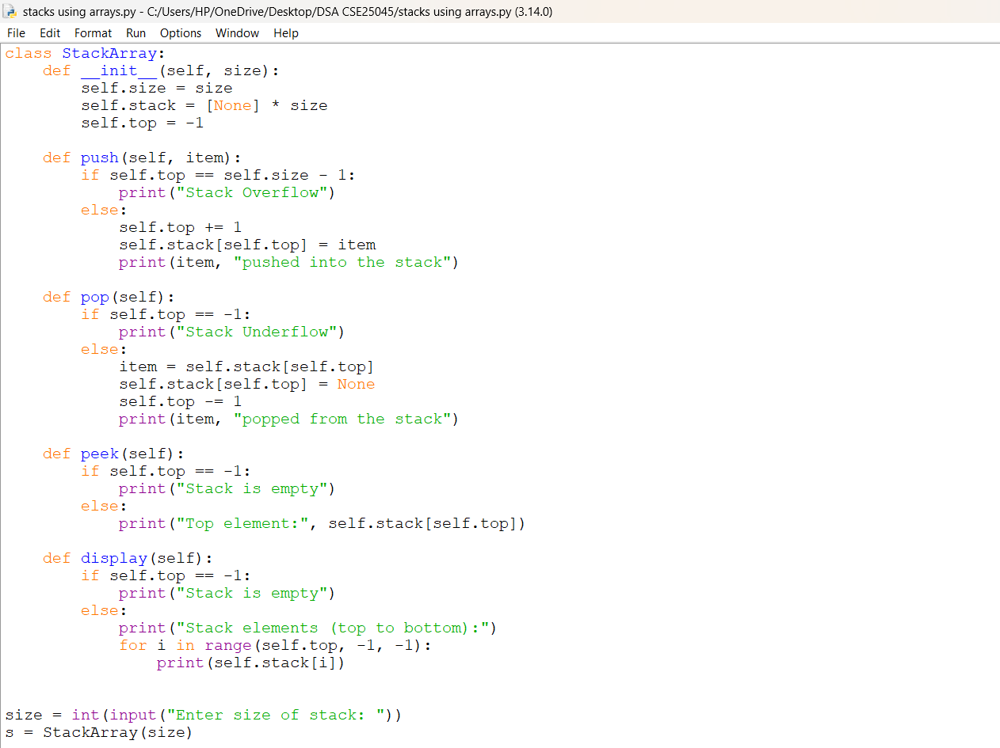 stacks using arrays.py - C:/Users/HP/OneDrive/Desktop/DSA CSE25045/stacks using arrays.py (3.14.0)
File Edit Format Run Options Window Help
class StackArray:
    def __init__(self, size):
        self.size = size
        self.stack = [None] * size
        self.top = -1

    def push(self, item):
        if self.top == self.size - 1:
            print("Stack Overflow")
        else:
            self.top += 1
            self.stack[self.top] = item
            print(item, "pushed into the stack")

    def pop(self):
        if self.top == -1:
            print("Stack Underflow")
        else:
            item = self.stack[self.top]
            self.stack[self.top] = None
            self.top -= 1
            print(item, "popped from the stack")

    def peek(self):
        if self.top == -1:
            print("Stack is empty")
        else:
            print("Top element:", self.stack[self.top])

    def display(self):
        if self.top == -1:
            print("Stack is empty")
        else:
            print("Stack elements (top to bottom):")
            for i in range(self.top, -1, -1):
                print(self.stack[i])


size = int(input("Enter size of stack: "))
s = StackArray(size)